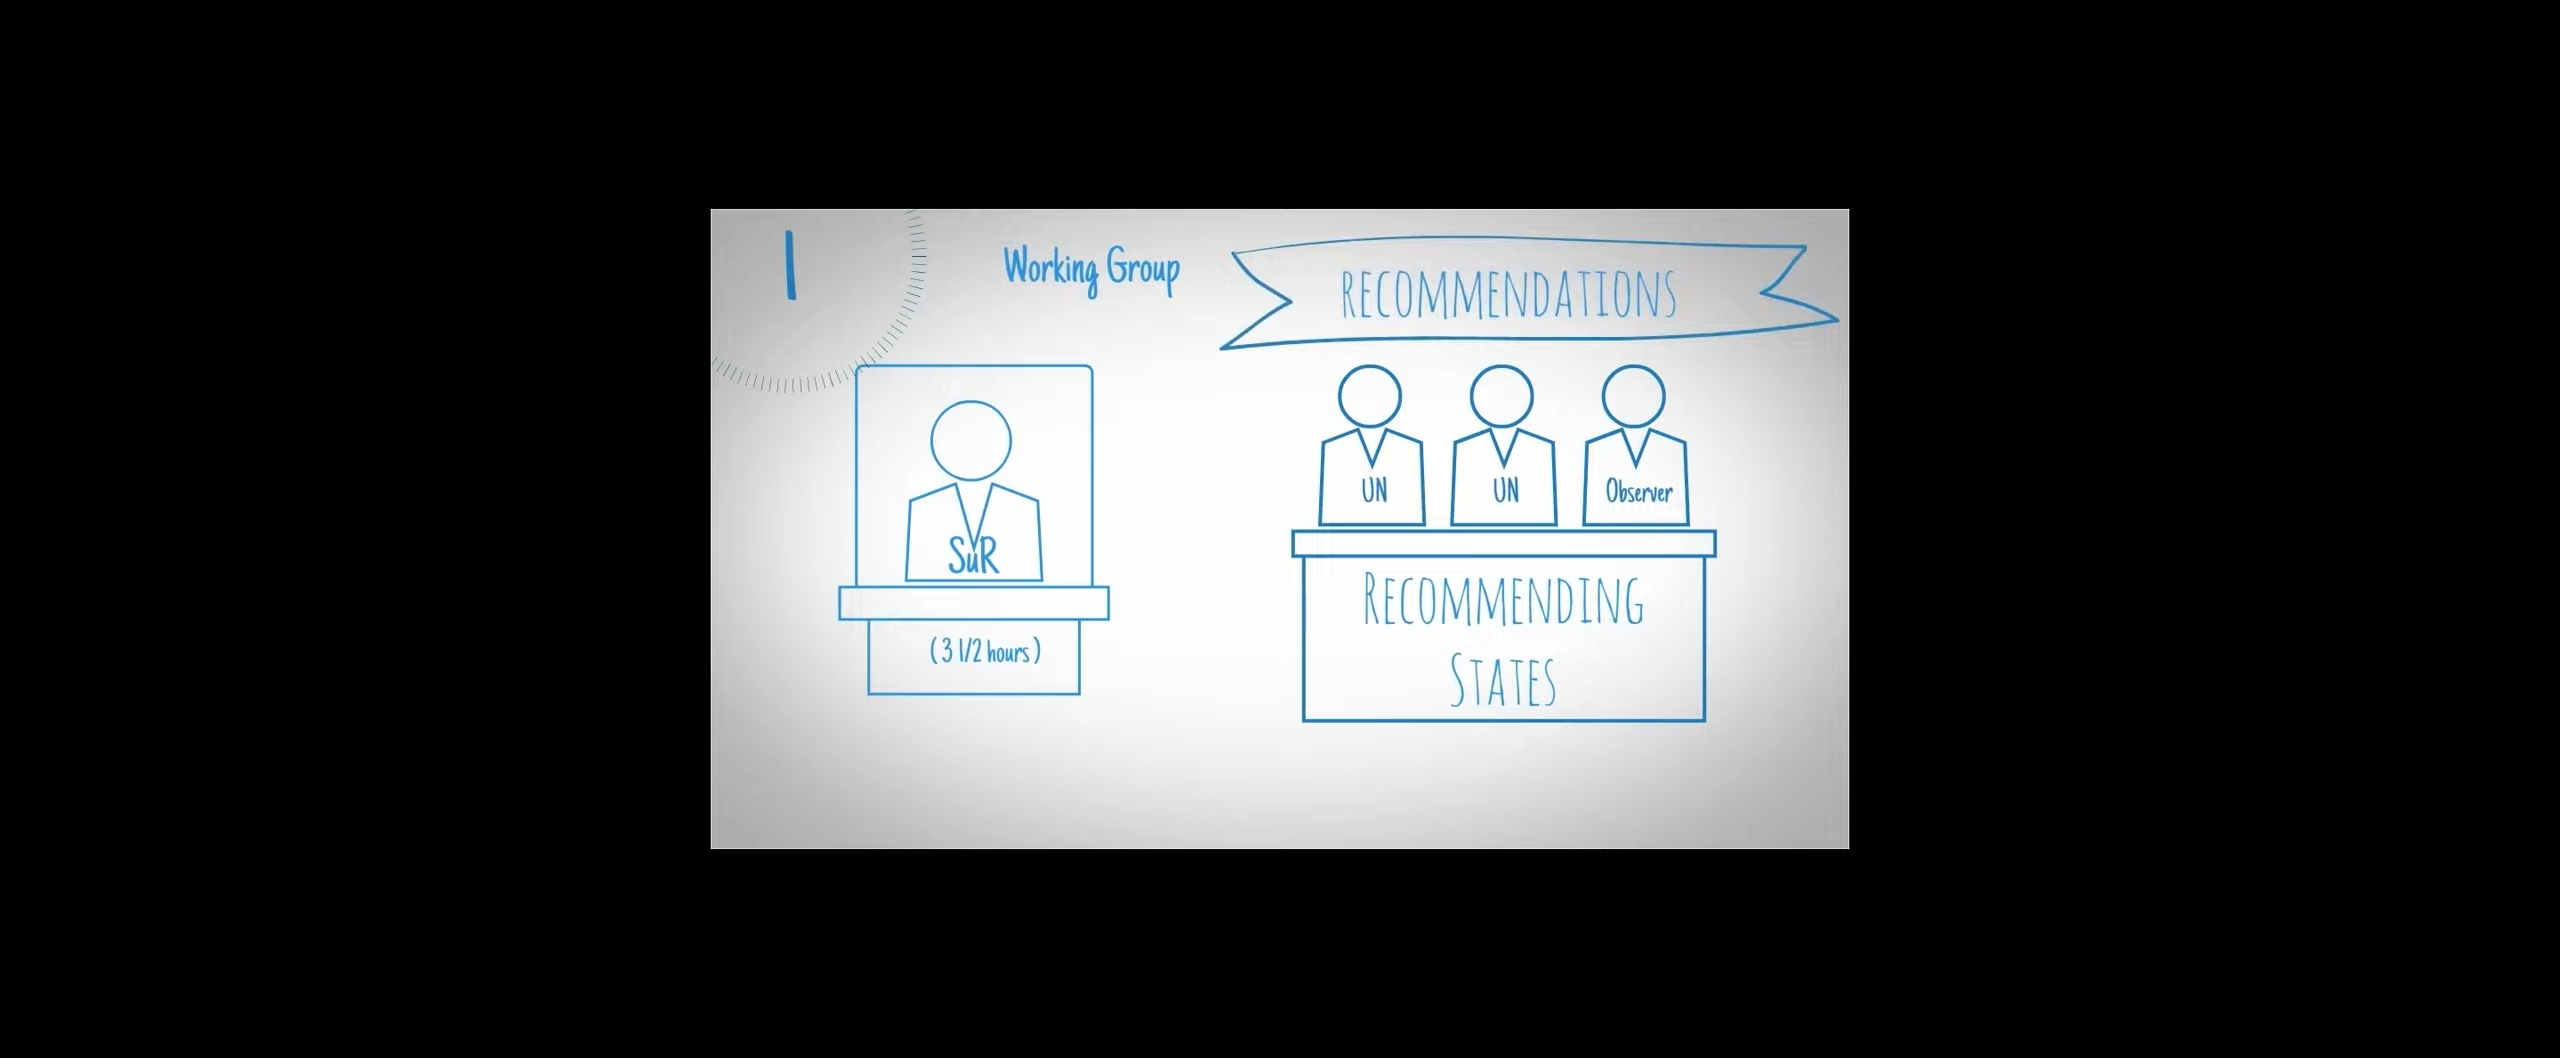 1
Working Group
RECOMMENDATIONS
UN
UN
Observer
SuR
(3 1/2 hours)
RECOMMENDING
STATES